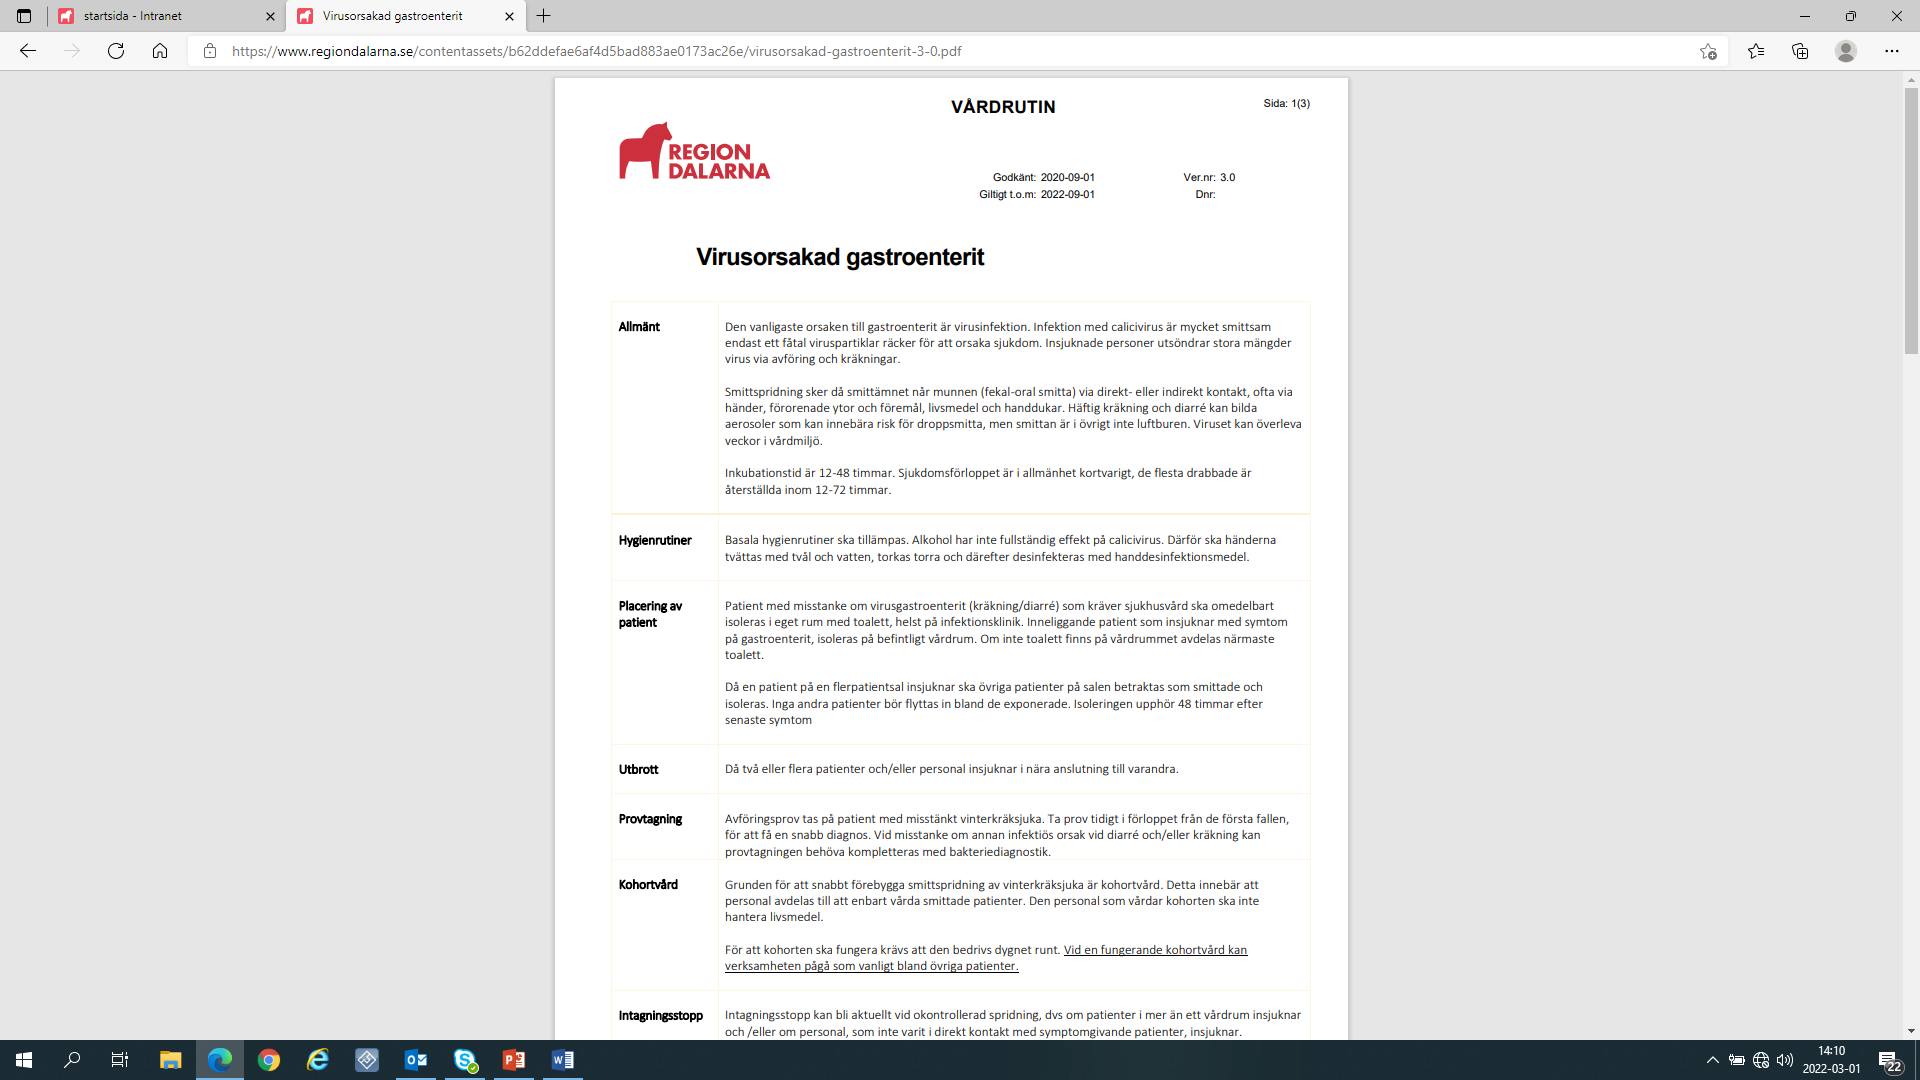 startsida - Intranet
Virusorsakad gastroenterit
https://www.regiondalarna.se/contentassets/b62ddefae6af4d5bad883ae0173ac26e/virusorsakad-gastroenterit-3-0.pdf
VÅRDRUTIN
Sida: 1(3)
REGION
DALARNA
Godkänt: 2020-09-01
Ver.nr: 3.0
Giltigt t.o.m: 2022-09-01
Dnr:
Virusorsakad gastroenterit
Allmänt
Den vanligaste orsaken till gastroenterit är virusinfektion. Infektion med calicivirus är mycket smittsam
endast ett fåtal viruspartiklar räcker för att orsaka sjukdom. Insjuknade personer utsöndrar stora mängder
virus via avföring och kräkningar.
Smittspridning sker då smittämnet når munnen (fekal-oral smitta) via direkt- eller indirekt kontakt, ofta via
händer, förorenade ytor och föremål, livsmedel och handdukar. Häftig kräkning och diarré kan bilda
aerosoler som kan innebära risk för droppsmitta, men smittan är i övrigt inte luftburen. Viruset kan överleva
veckor i vårdmiljö.
Inkubationstid är 12-48 timmar. Sjukdomsförloppet är i allmänhet kortvarigt, de flesta drabbade är
återställda inom 12-72 timmar.
Hygienrutiner
Basala hygienrutiner ska tillämpas. Alkohol har inte fullständig effekt på calicivirus. Därför ska händerna
tvättas med tvål och vatten, torkas torra och därefter desinfekteras med handdesinfektionsmedel.
Placering av
patient
Patient med misstanke om virusgastroenterit (kräkning/diarré) som kräver sjukhusvård ska omedelbart
isoleras i eget rum med toalett, helst på infektionsklinik. Inneliggande patient som insjuknar med symtom
på gastroenterit, isoleras på befintligt vårdrum. Om inte toalett finns på vårdrummet avdelas närmaste
toalett.
Då en patient på en flerpatientsal insjuknar ska övriga patienter på salen betraktas som smittade och
isoleras. Inga andra patienter bör flyttas in bland de exponerade. Isoleringen upphör 48 timmar efter
senaste symtom
Utbrott
Då två eller flera patienter och/eller personal insjuknar i nära anslutning till varandra.
Provtagning
Avföringsprov tas på patient med misstänkt vinterkräksjuka. Ta prov tidigt i förloppet från de första fallen,
för att få en snabb diagnos. Vid misstanke om annan infektiös orsak vid diarré och/eller kräkning kan
provtagningen behöva kompletteras med bakteriediagnostik.
Kohortvård
Grunden för att snabbt förebygga smittspridning av vinterkräksjuka är kohortvård. Detta innebär att
personal avdelas till att enbart vårda smittade patienter. Den personal som vårdar kohorten ska inte
hantera livsmedel.
För att kohorten ska fungera krävs att den bedrivs dygnet runt. Vid en fungerande kohortvård kan
verksamheten pågå som vanligt bland övriga patienter.
Intagningsstopp
Intagningsstopp kan bli aktuellt vid okontrollerad spridning, dvs om patienter i mer än ett vårdrum insjuknar
och /eller om personal, som inte varit i direkt kontakt med symptomgivande patienter, insjuknar.
14:10
2022-03-01
22